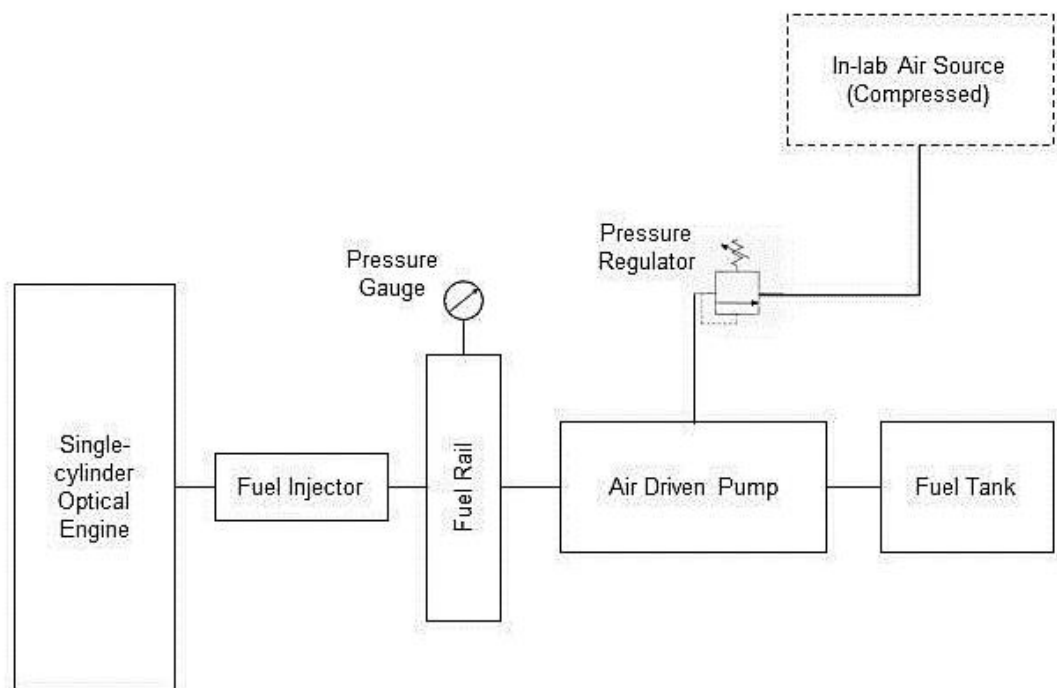 In-lab Air Source
(Compressed)
Pressure
Regulator
Pressure
Gauge
Single-
cylinder
Optical
Engine
Fuel Injector
Fuel Rail
Air Driven Pump
Fuel Tank